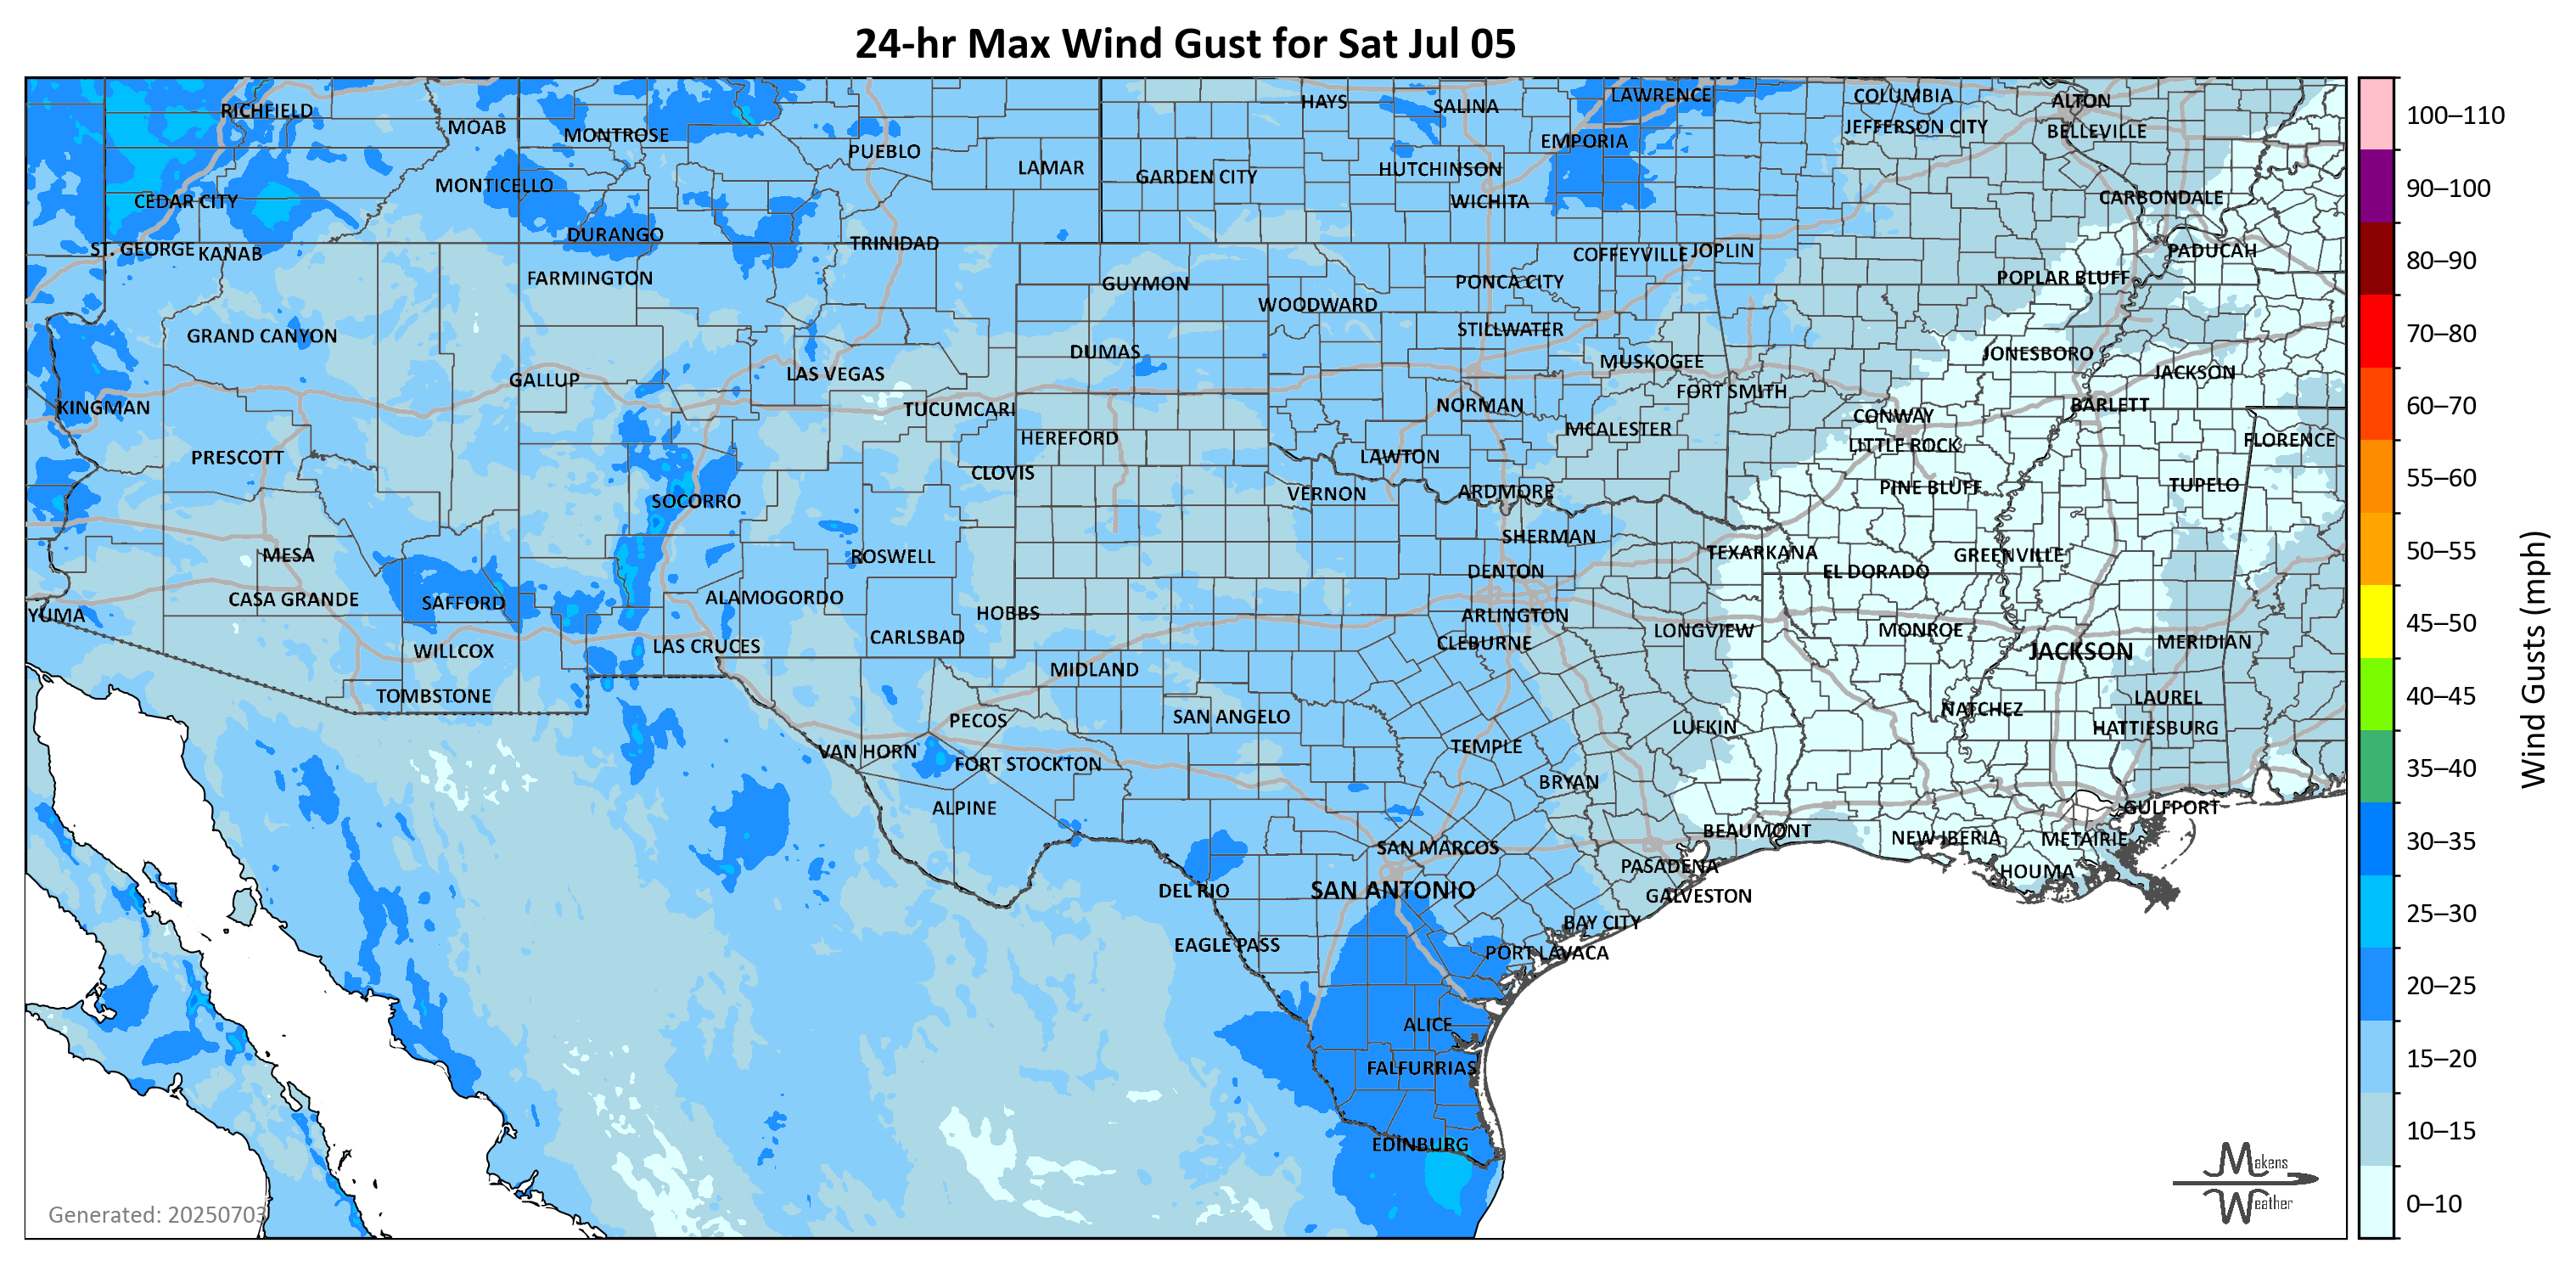 24-hr Max Wind Gust for Sat Jul 05
RICHFIELD
MOAB
MONTROSE
PUEBLO
LAMAR
HAYS
SALINA
LAWRENCE
COLUMBIA
ALTON
GARDEN CITY
HUTCHINSON
EMPORIA
JEFFERSON CITY
BELLEVILLE
CEDAR CITY
MONTICELLO
WICHITA
CARBONDALE
ST. GEORGE
KANAB
DURANGO
TRINIDAD
COFFEYVILLE
JOPLIN
PADUCAH
FARMINGTON
GUYMON
WOODWARD
PONCA CITY
POPLAR BLUFF
GRAND CANYON
DUMAS
STILLWATER
MUSKOGEE
JONESBORO
KINGMAN
GALLUP
LAS VEGAS
TUCUMCARI
NORMAN
FORT SMITH
CONWAY
BARLETT
JACKSON
PRESCOTT
HEREFORD
CLOVIS
LAWTON
MCALESTER
LITTLE ROCK
FLORENCE
SOCORRO
VERNON
ARDMORE
PINE BLUFF
TUPELO
MESA
ROSWELL
SHERMAN
TEXARKANA
GREENVILLE
YUMA
CASA GRANDE
SAFFORD
ALAMOGORDO
HOBBS
DENTON
ARLINGTON
EL DORADO
WILLCOX
LAS CRUCES
CARLSBAD
CLEBURNE
LONGVIEW
MONROE
JACKSON
MERIDIAN
TOMBSTONE
MIDLAND
PECOS
SAN ANGELO
LUFKIN
NATCHEZ
LAUREL
HATTIESBURG
VAN HORN
FORT STOCKTON
TEMPLE
BRYAN
ALPINE
SAN MARCOS
BEAUMONT
NEW IBERIA
METAIRIE
GULFPORT
DEL RIO
SAN ANTONIO
PASADENA
GALVESTON
HOUMA
EAGLE PASS
BAY CITY
PORT LAVACA
ALICE
FALFURRIAS
EDINBURG
Generated: 20250703
Makens
Weather
100–110
90–100
80–90
70–80
60–70
55–60
50–55
45–50
40–45
35–40
30–35
25–30
20–25
15–20
10–15
0–10
Wind Gusts (mph)